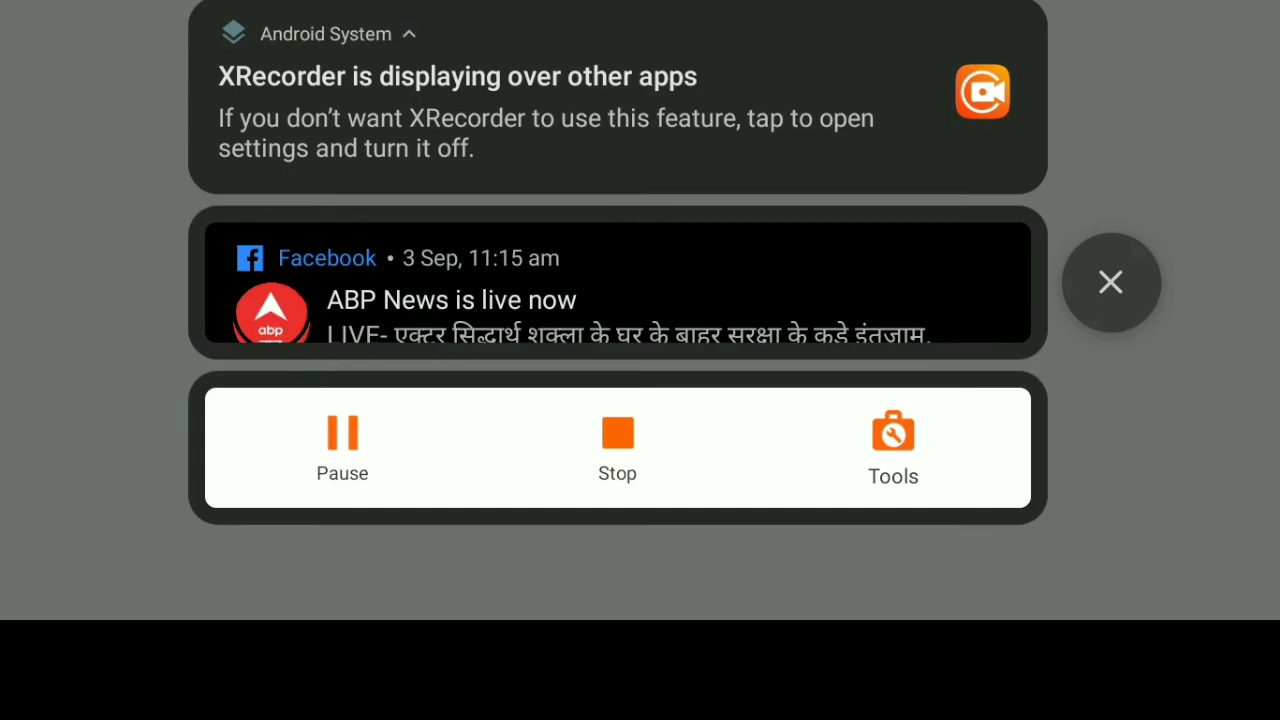 Android System
XRecorder is displaying over other apps
If you don't want XRecorder to use this feature, tap to open
settings and turn it off.
Facebook • 3 Sep, 11:15 am
ABP News is live now
abp
LIVE- एक्टर सिद्धार्थ शुक्ला के घर के बाहर सुरक्षा के कड़े इंतजाम,
Pause
Stop
Tools